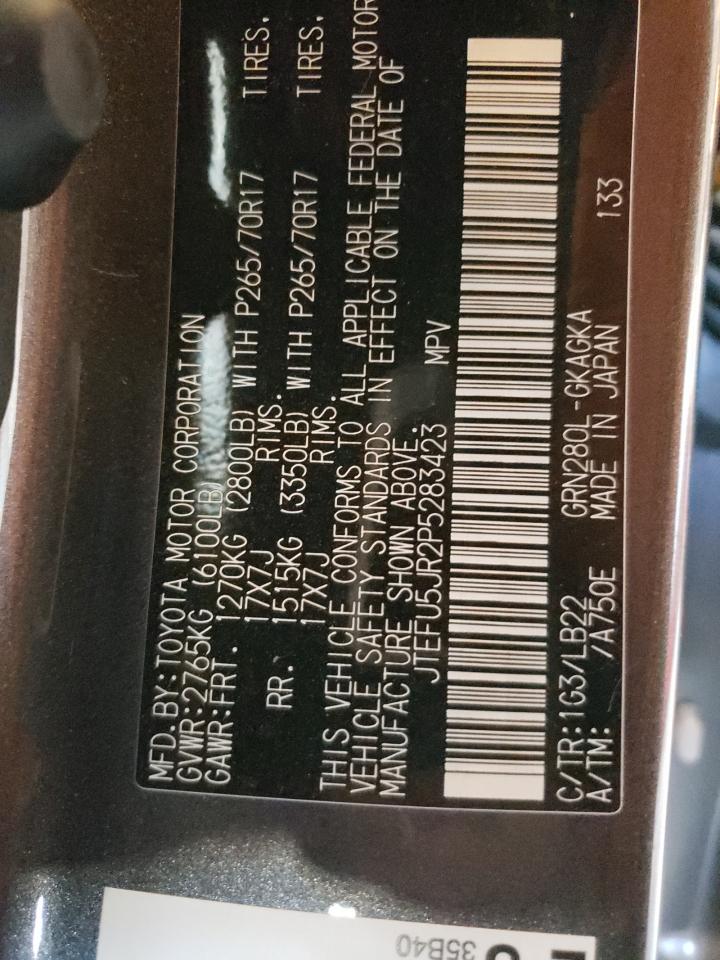 MFD. BY: TOYOTA MOTOR CORPORATION
GVWR: 2765KG (6100LB)
GAWR: FRT. 1270KG (2800LB) WITH P265/70R17 TIRES,
17X7J RIMS.
RR. 1515KG (3350LB) WITH P265/70R17 TIRES,
17X7J RIMS.
THIS VEHICLE CONFORMS TO ALL APPLICABLE FEDERAL MOTOR
VEHICLE SAFETY STANDARDS IN EFFECT ON THE DATE OF
MANUFACTURE SHOWN ABOVE.
JTEFU5JR2P5283423 MPV
C/TR: 1G3/LB22 GRN280L-GKAGKA
A/TM: /A750E MADE IN JAPAN 133
35B40